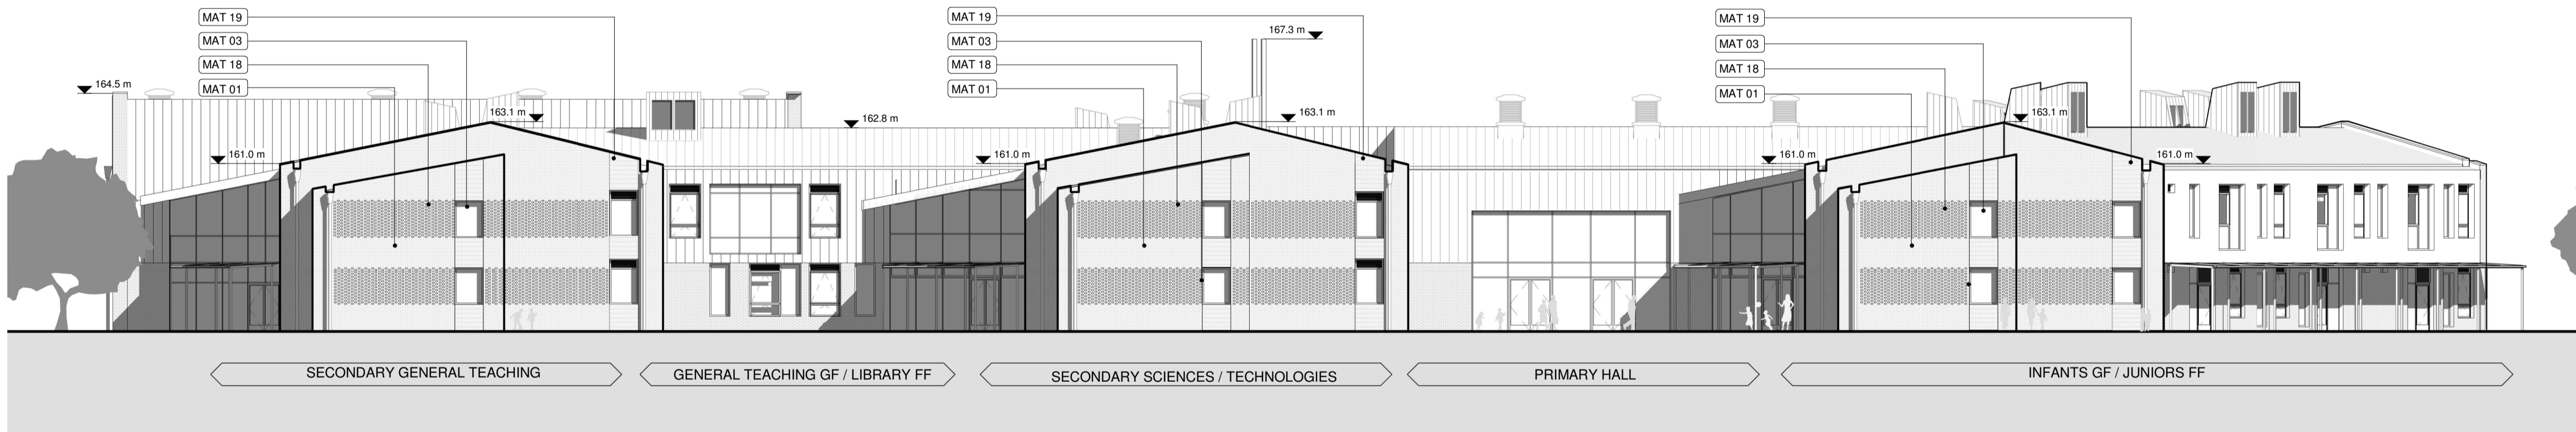 MAT 19
MAT 03
MAT 18
MAT 01
164.5 m
161.0 m
163.1 m
162.8 m
MAT 19
MAT 03
MAT 18
MAT 01
167.3 m
161.0 m
163.1 m
MAT 19
MAT 03
MAT 18
MAT 01
161.0 m
163.1 m
161.0 m
SECONDARY GENERAL TEACHING
GENERAL TEACHING GF / LIBRARY FF
SECONDARY SCIENCES / TECHNOLOGIES
PRIMARY HALL
INFANTS GF / JUNIORS FF